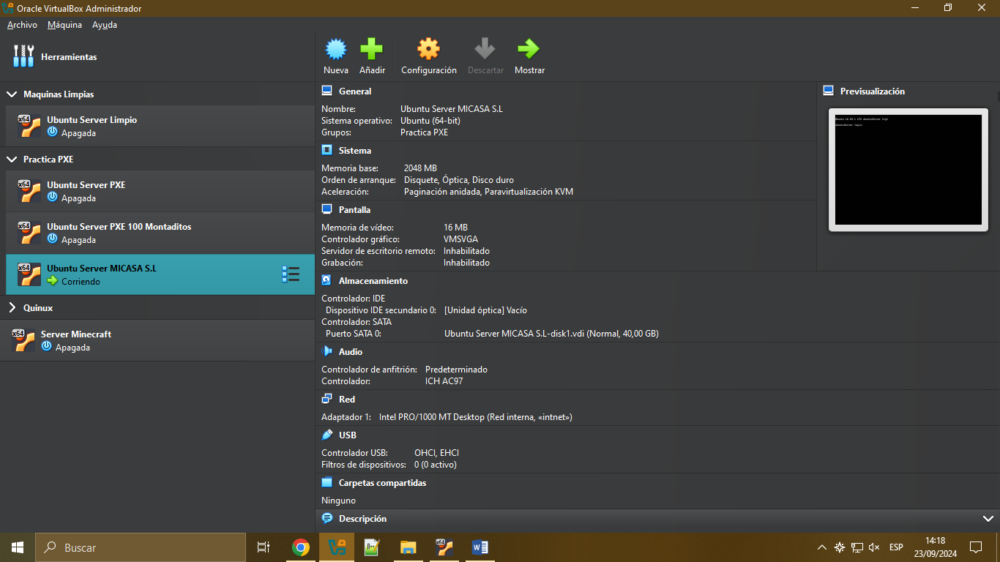 Oracle VirtualBox Administrador
Archivo Máquina Ayuda
Herramientas
Nueva Añadir Configuración Descartar Mostrar
Maquinas Limpias
x64 Ubuntu Server Limpio
Apagada
Practica PXE
x64 Ubuntu Server PXE
Apagada
x64 Ubuntu Server PXE 100 Montaditos
Apagada
x64 Ubuntu Server MICASA S.L
Corriendo
Quinux
x64 Server Minecraft
Apagada
General
Nombre: Ubuntu Server MICASA S.L
Sistema operativo: Ubuntu (64-bit)
Grupos: Practica PXE
Sistema
Memoria base: 2048 MB
Orden de arranque: Disquete, Óptica, Disco duro
Aceleración: Paginación anidada, Paravirtualización KVM
Pantalla
Memoria de vídeo: 16 MB
Controlador gráfico: VMSVGA
Servidor de escritorio remoto: Inhabilitado
Grabación: Inhabilitado
Almacenamiento
Controlador: IDE
Dispositivo IDE secundario 0: [Unidad óptica] Vacío
Controlador: SATA
Puerto SATA 0: Ubuntu Server MICASA S.L-disk1.vdi (Normal, 40,00 GB)
Audio
Controlador de anfitrión: Predeterminado
Controlador: ICH AC97
Red
Adaptador 1: Intel PRO/1000 MT Desktop (Red interna, «intnet»)
USB
Controlador USB: OHCI, EHCI
Filtros de dispositivos: 0 (0 activo)
Carpetas compartidas
Ninguno
Descripción
Previsualización
login:
Buscar
x64
ESP
14:18
23/09/2024